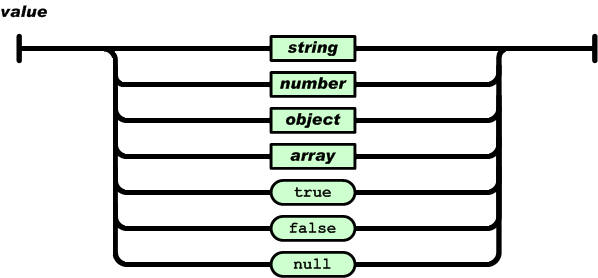 value
string
number
object
array
true
false
null